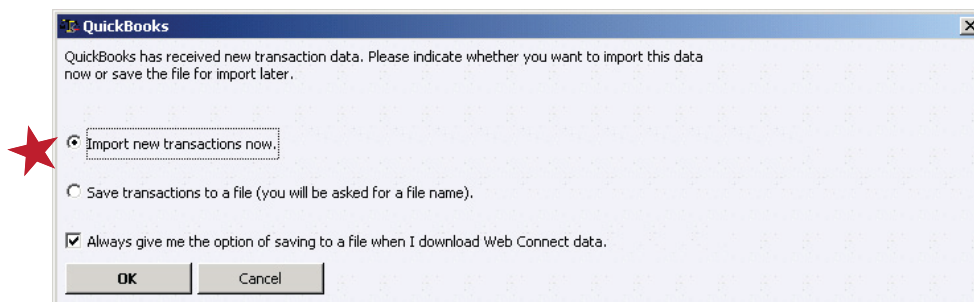 QuickBooks
QuickBooks has received new transaction data. Please indicate whether you want to import this data
now or save the file for import later.
Import new transactions now.
Save transactions to a file (you will be asked for a file name).
Always give me the option of saving to a file when I download Web Connect data.
OK Cancel